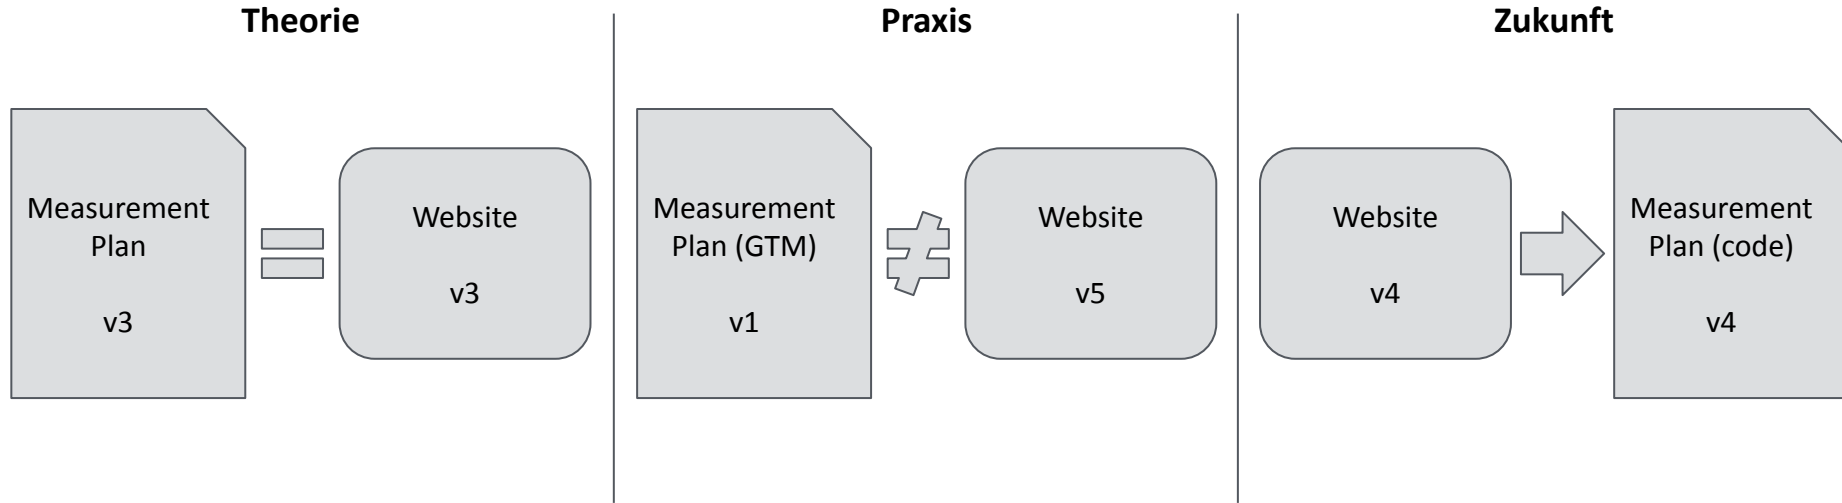 Theorie
Measurement
Plan
v3
Website
v3
Praxis
Measurement
Plan (GTM)
v1
Website
v5
Zukunft
Website
v4
Measurement
Plan (code)
v4